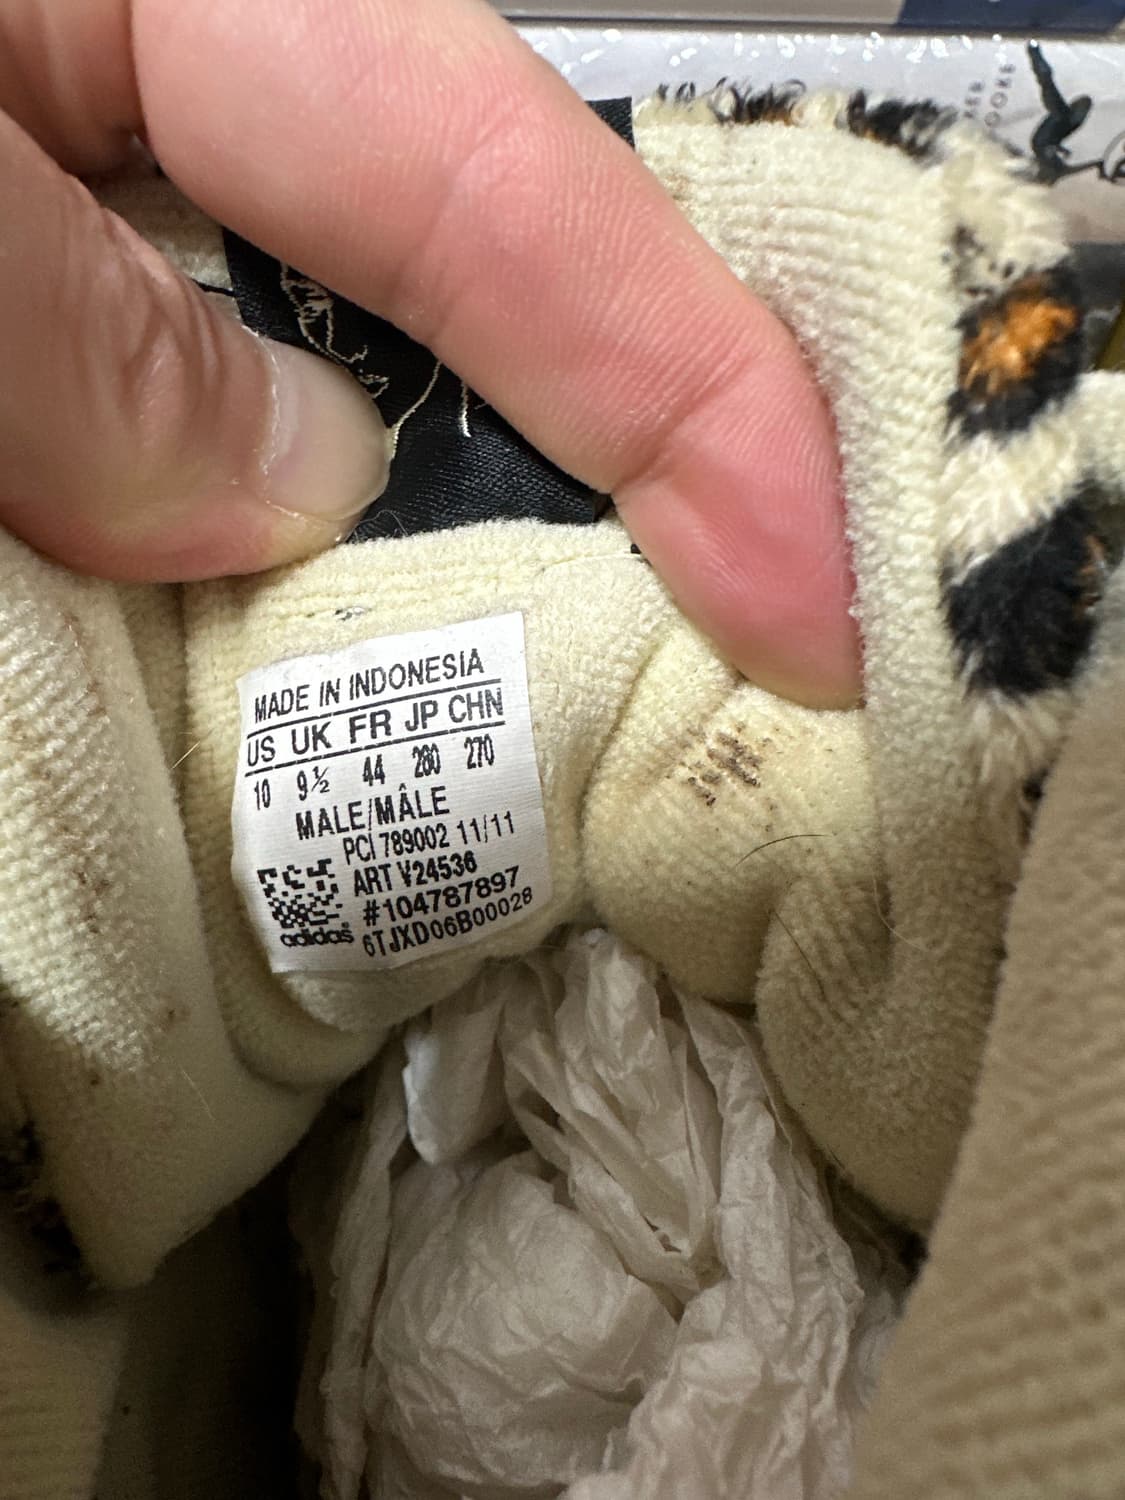 MADE IN INDONESIA
US UK FR JP CHN
10 9½ 44 280 270
MALE/MÂLE
PCI 789002 11/11
ART V24536
#104787897
adidas® 6TJXD06B00028